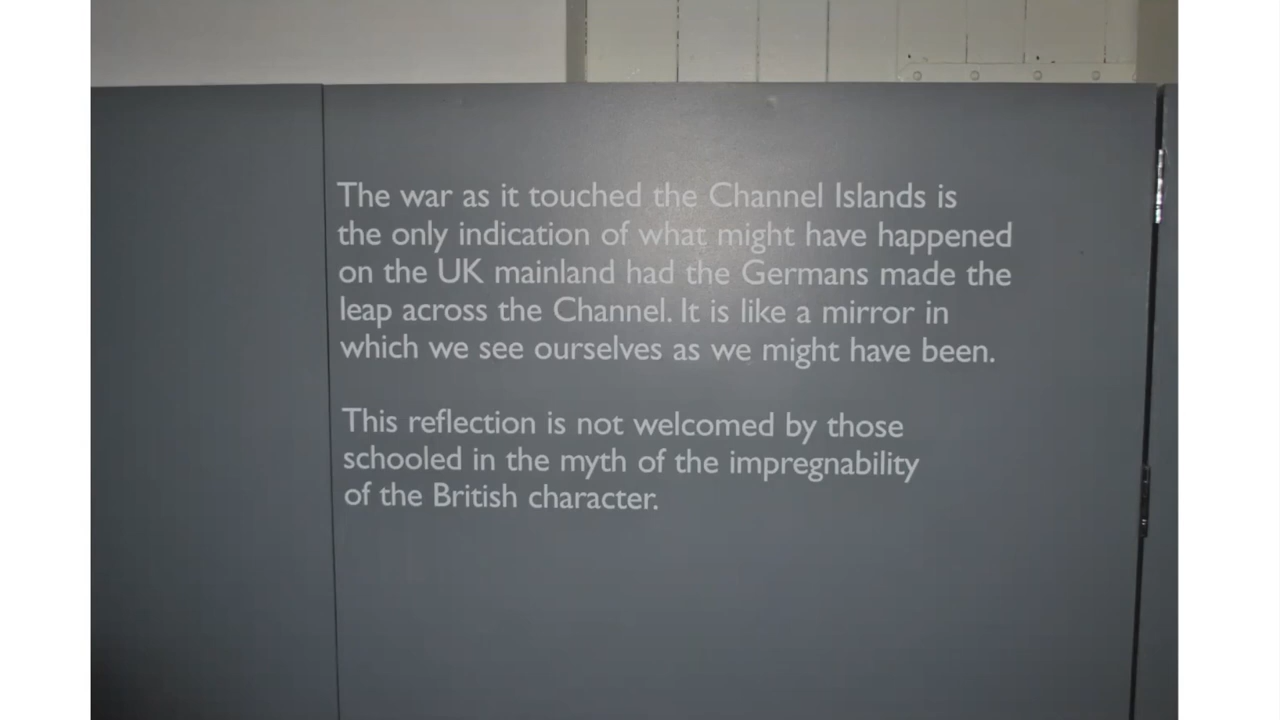 The war as it touched the Channel Islands is
the only indication of what might have happened
on the UK mainland had the Germans made the
leap across the Channel. It is like a mirror in
which we see ourselves as we might have been.
This reflection is not welcomed by those
schooled in the myth of the impregnability
of the British character.